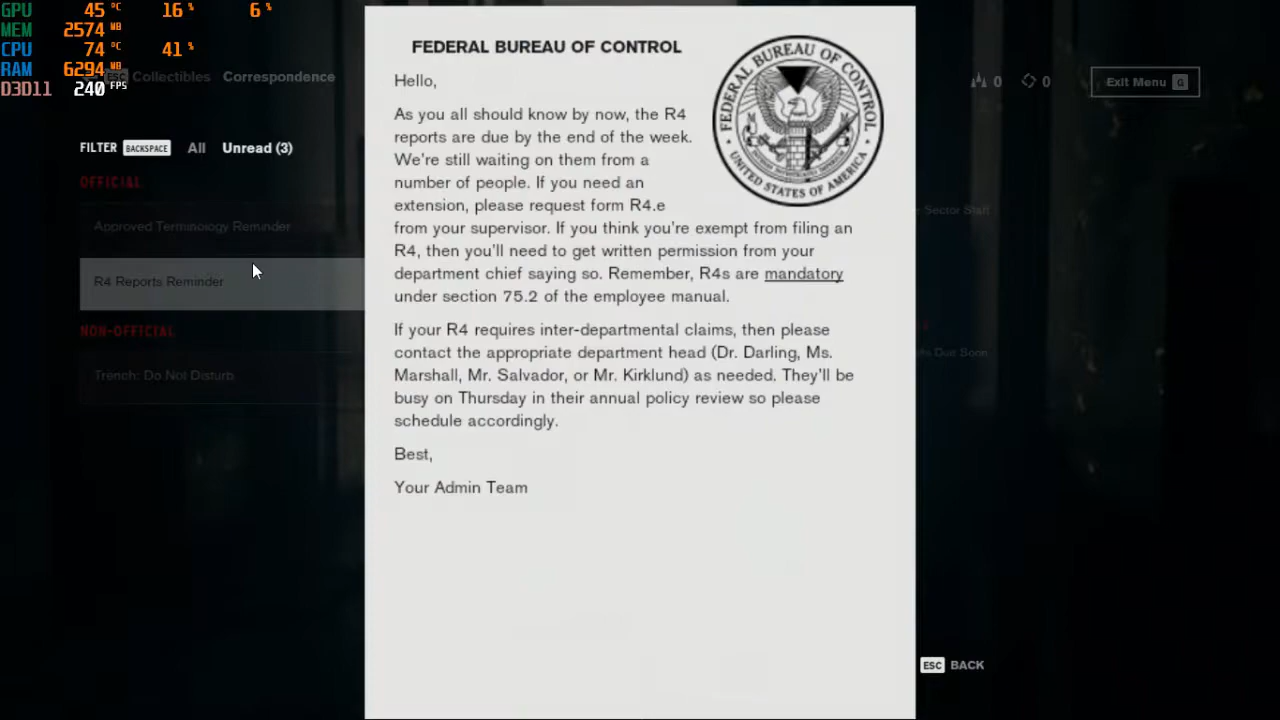 GPU 45 °C 16 % 6 %
MEM 2574 MB
CPU 74 °C 41 %
RAM 6294 MB
D3D11 240 FPS
ESC Collectibles Correspondence
0 0
Exit Menu G
FILTER BACKSPACE All Unread (3)
OFFICIAL
Approved Terminology Reminder
R4 Reports Reminder
NON-OFFICIAL
Trench: Do Not Disturb
FEDERAL BUREAU OF CONTROL
FEDERAL BUREAU OF CONTROL
UNITED STATES OF AMERICA
Hello,
As you all should know by now, the R4
reports are due by the end of the week.
We're still waiting on them from a
number of people. If you need an
extension, please request form R4.e
from your supervisor. If you think you're exempt from filing an
R4, then you'll need to get written permission from your
department chief saying so. Remember, R4s are mandatory
under section 75.2 of the employee manual.
If your R4 requires inter-departmental claims, then please
contact the appropriate department head (Dr. Darling, Ms.
Marshall, Mr. Salvador, or Mr. Kirklund) as needed. They'll be
busy on Thursday in their annual policy review so please
schedule accordingly.
Best,
Your Admin Team
Sector Staff
Due Soon
ESC BACK